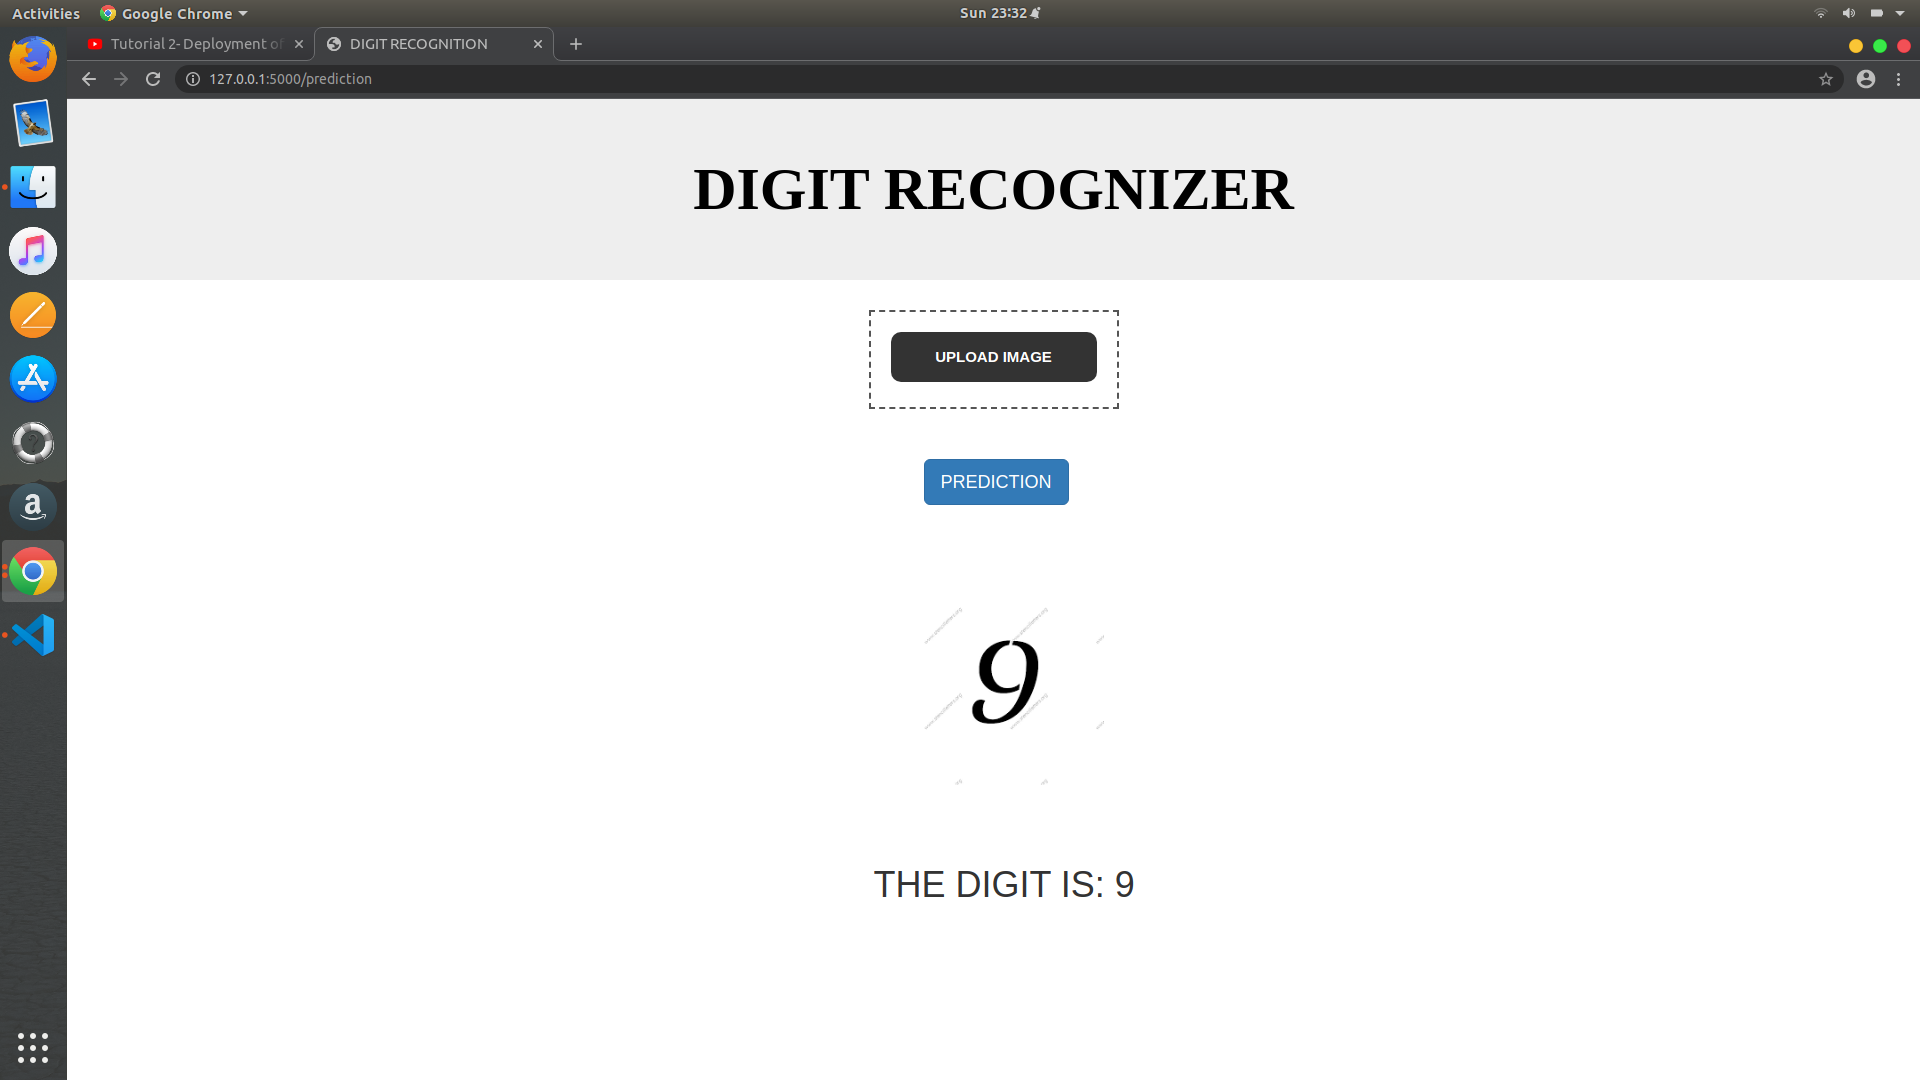 Activities
Google Chrome
Sun 23:32
Tutorial 2- Deployment of
DIGIT RECOGNITION
127.0.0.1:5000/prediction
DIGIT RECOGNIZER
UPLOAD IMAGE
PREDICTION
9
THE DIGIT IS: 9